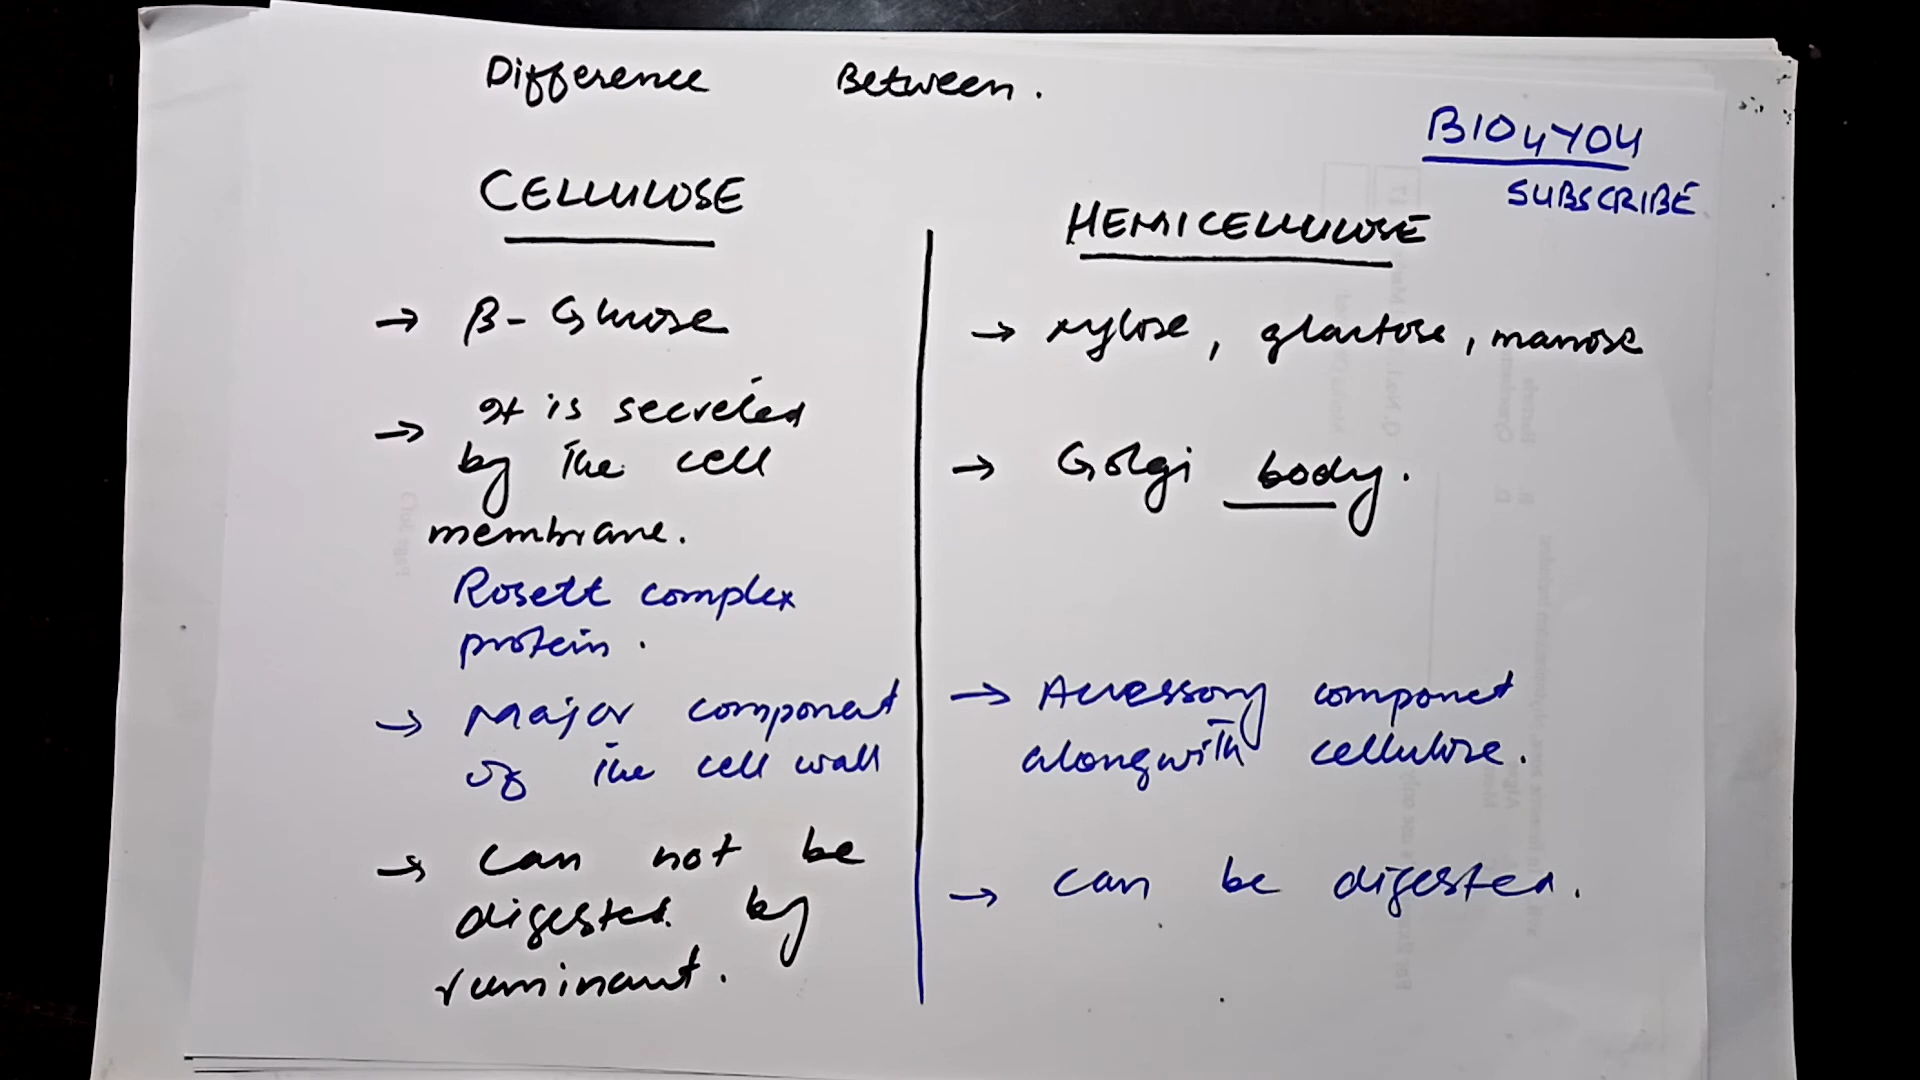 Difference Between.
BIO4YOU
SUBSCRIBE
CELLULOSE
→ β- Glucose
→ It is secreted
by the cell
membrane.
Rosett complex
protein.
→ Major component
of the cell wall
→ can not be
digested by
ruminant.
HEMICELLULOSE
→ xylose, glactose, mannose
→ Golgi body.
→ Accessory componet
alongwith cellulose.
→ can be digested.